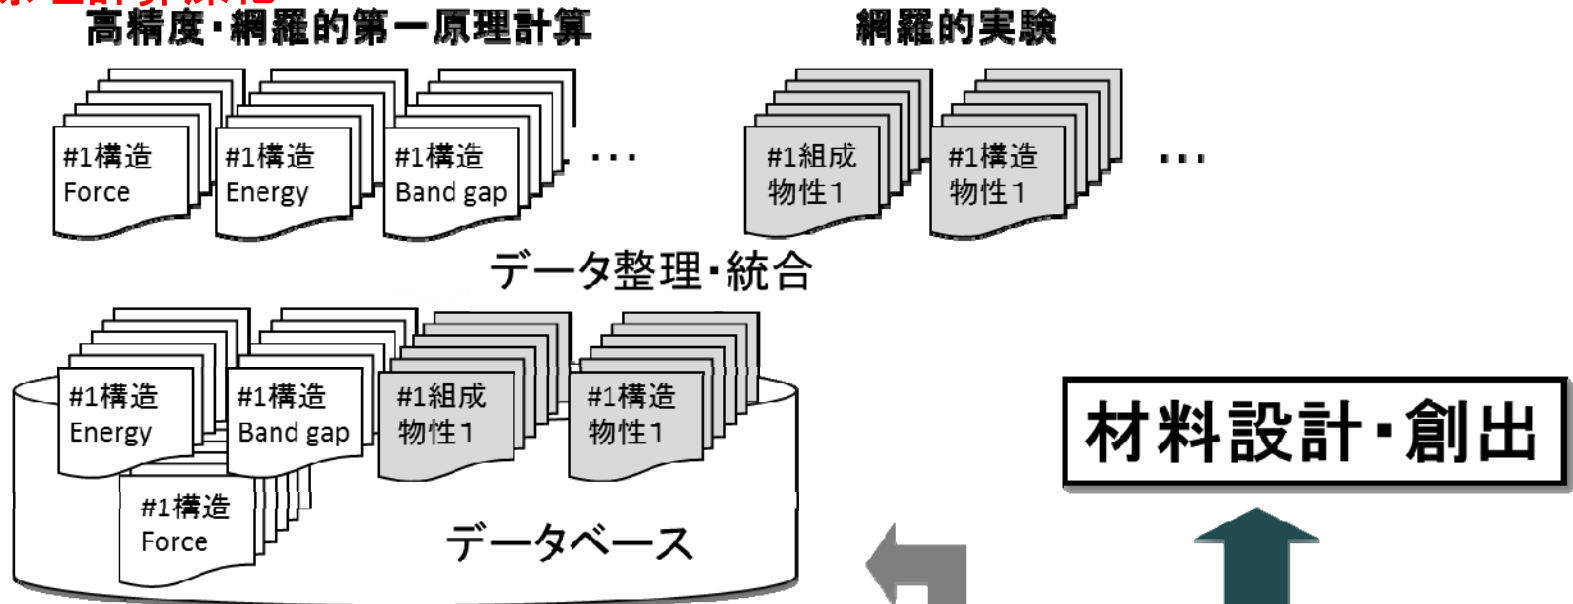 高精度・網羅的第一原理計算
網羅的実験
#1構造
Force
#1構造
Energy
#1構造
Band gap
・・・
#1組成
物性1
#1構造
物性1
・・・
データ整理・統合
#1構造
Energy
#1構造
Band gap
#1組成
物性1
#1構造
物性1
#1構造
Force
データベース
材料設計・創出